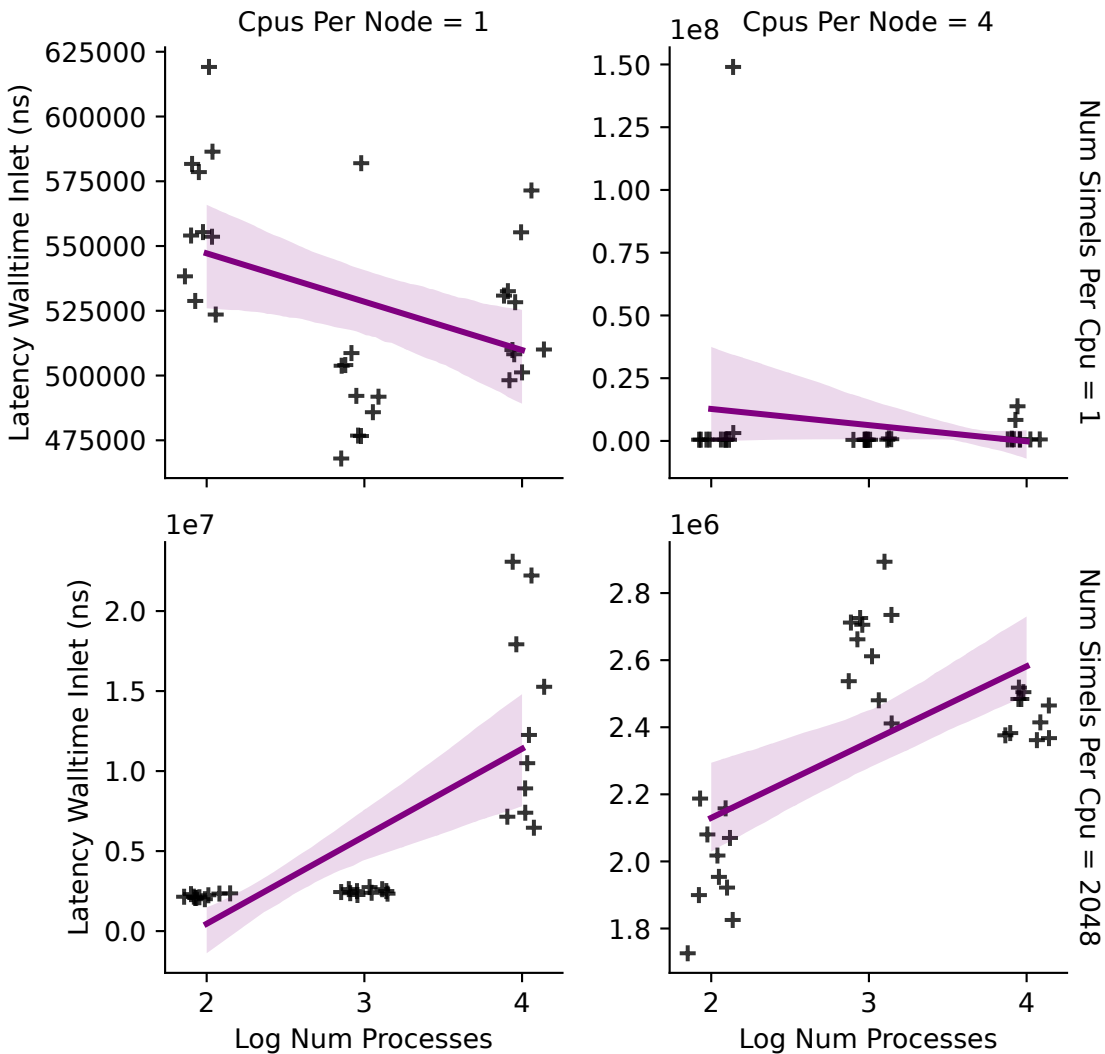 Cpus Per Node = 1
Cpus Per Node = 4
1e8
625000
600000
575000
550000
525000
500000
475000
Latency Walltime Inlet (ns)
1.50
1.25
1.00
0.75
0.50
0.25
0.00
Num Simels Per Cpu = 1
1e7
2.0
1.5
1.0
0.5
0.0
Latency Walltime Inlet (ns)
2
3
4
Log Num Processes
1e6
2.8
2.6
2.4
2.2
2.0
1.8
2
3
4
Log Num Processes
Num Simels Per Cpu = 2048